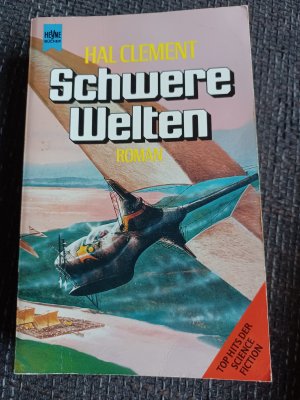 HEYNE
BÜCHER
HAL CLEMENT
Schwere
Welten
ROMAN
TOP HITS DER
SCIENCE
FICTION